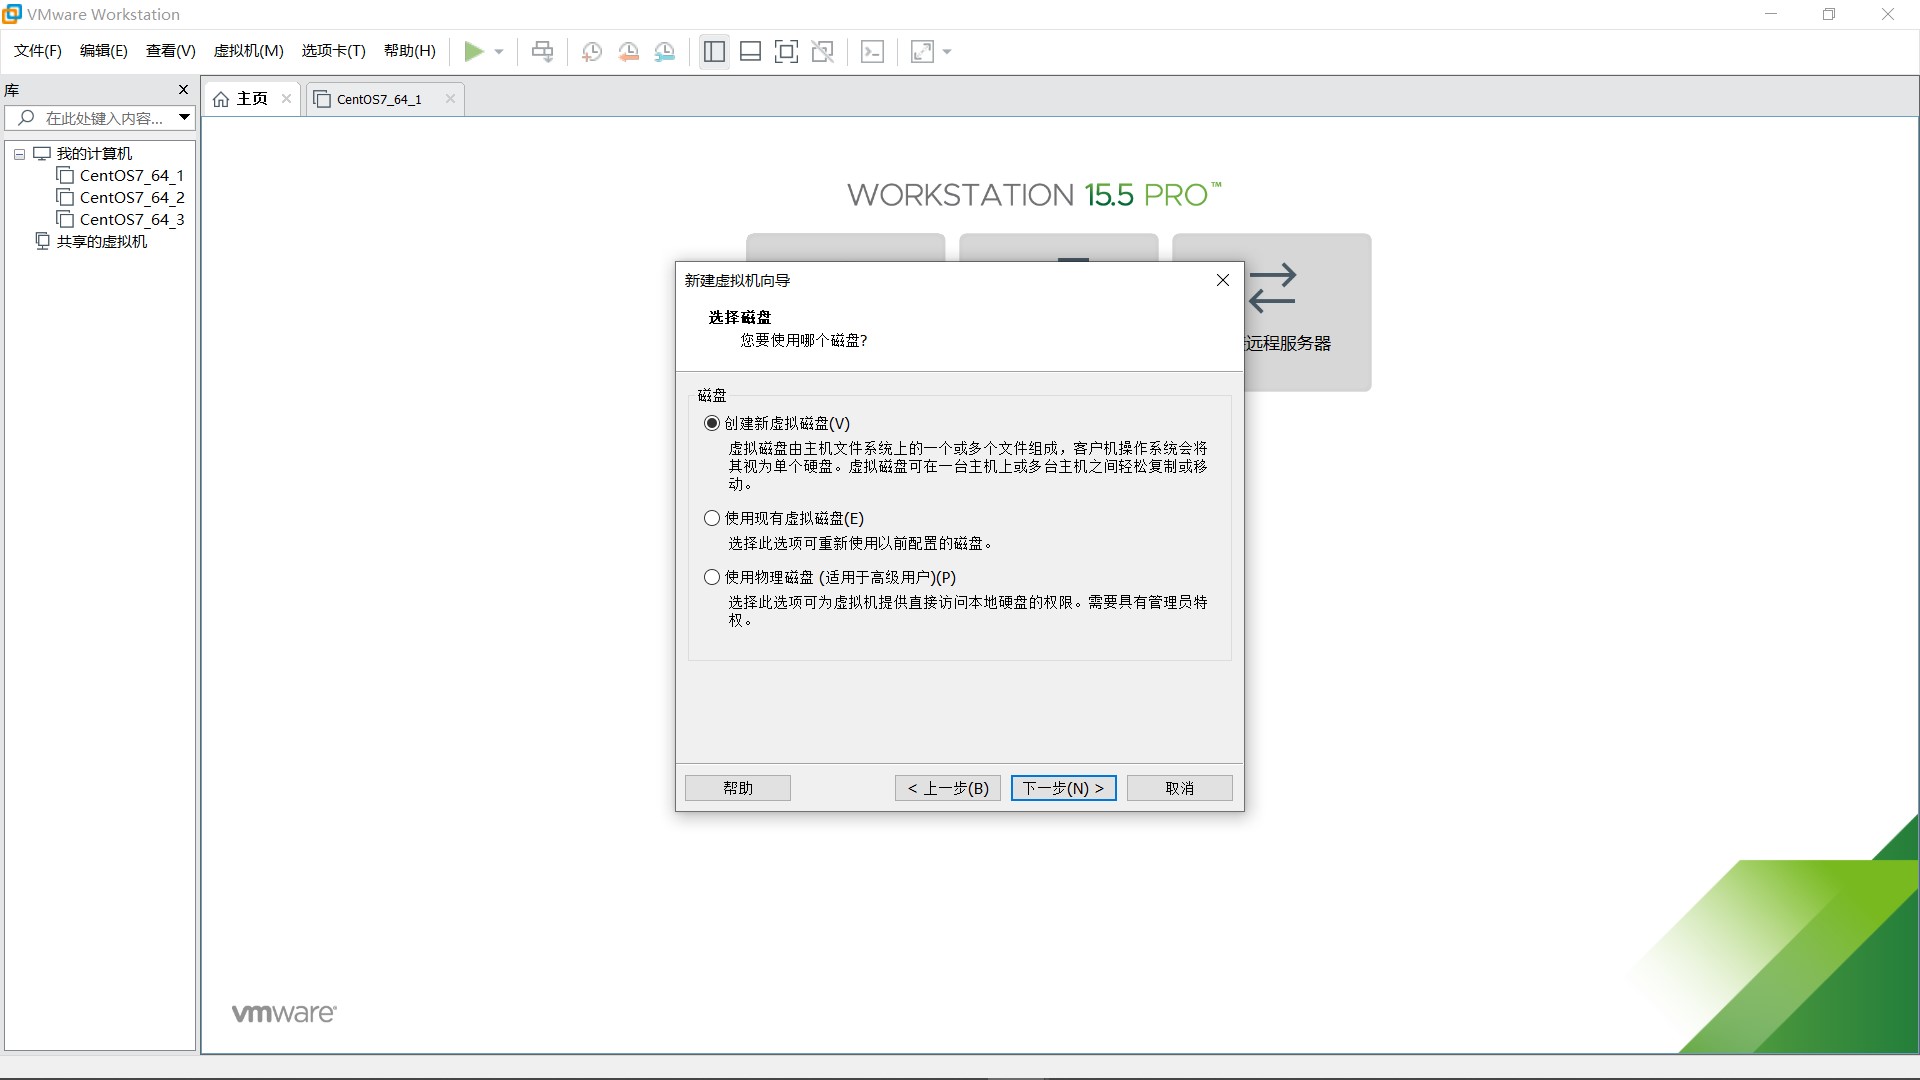 VMware Workstation
文件(F) 编辑(E) 查看(V) 虚拟机(M) 选项卡(T) 帮助(H)
库
在此处键入内容...
我的计算机
CentOS7_64_1
CentOS7_64_2
CentOS7_64_3
共享的虚拟机
主页
CentOS7_64_1
WORKSTATION 15.5 PRO™
远程服务器
新建虚拟机向导
选择磁盘
您要使用哪个磁盘?
磁盘
创建新虚拟磁盘(V)
虚拟磁盘由主机文件系统上的一个或多个文件组成，客户机操作系统会将
其视为单个硬盘。虚拟磁盘可在一台主机上或多台主机之间轻松复制或移
动。
使用现有虚拟磁盘(E)
选择此选项可重新使用以前配置的磁盘。
使用物理磁盘 (适用于高级用户)(P)
选择此选项可为虚拟机提供直接访问本地硬盘的权限。需要具有管理员特
权。
帮助
< 上一步(B)
下一步(N) >
取消
vmware